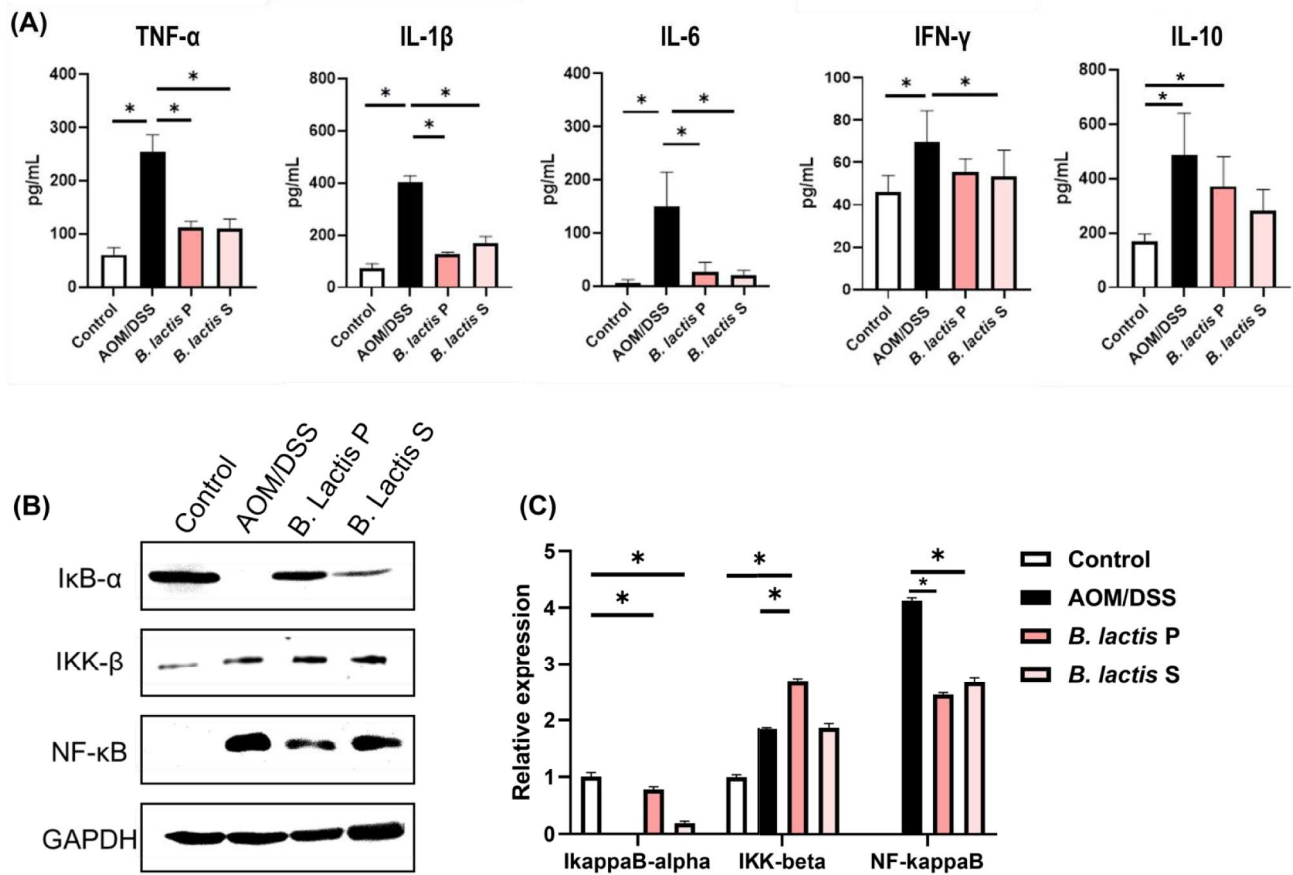 (A)
TNF-α
IL-1β
IL-6
IFN-γ
IL-10
pg/mL
400
300
200
100
0
* * *
Control
AOM/DSS
B. lactis P
B. lactis S
pg/mL
800
600
400
200
0
* * *
Control
AOM/DSS
B. lactis P
B. lactis S
pg/mL
400
300
200
100
0
* * *
Control
AOM/DSS
B. lactis P
B. lactis S
pg/mL
100
80
60
40
20
0
* *
Control
AOM/DSS
B. lactis P
B. lactis S
pg/mL
800
600
400
200
0
* *
Control
AOM/DSS
B. lactis P
B. lactis S
(B)
Control
AOM/DSS
B. Lactis P
B. Lactis S
IκB-α
IKK-β
NF-κB
GAPDH
(C)
Relative expression
5
4
3
2
1
0
* *
* *
* *
IkappaB-alpha
IKK-beta
NF-kappaB
Control
AOM/DSS
B. lactis P
B. lactis S